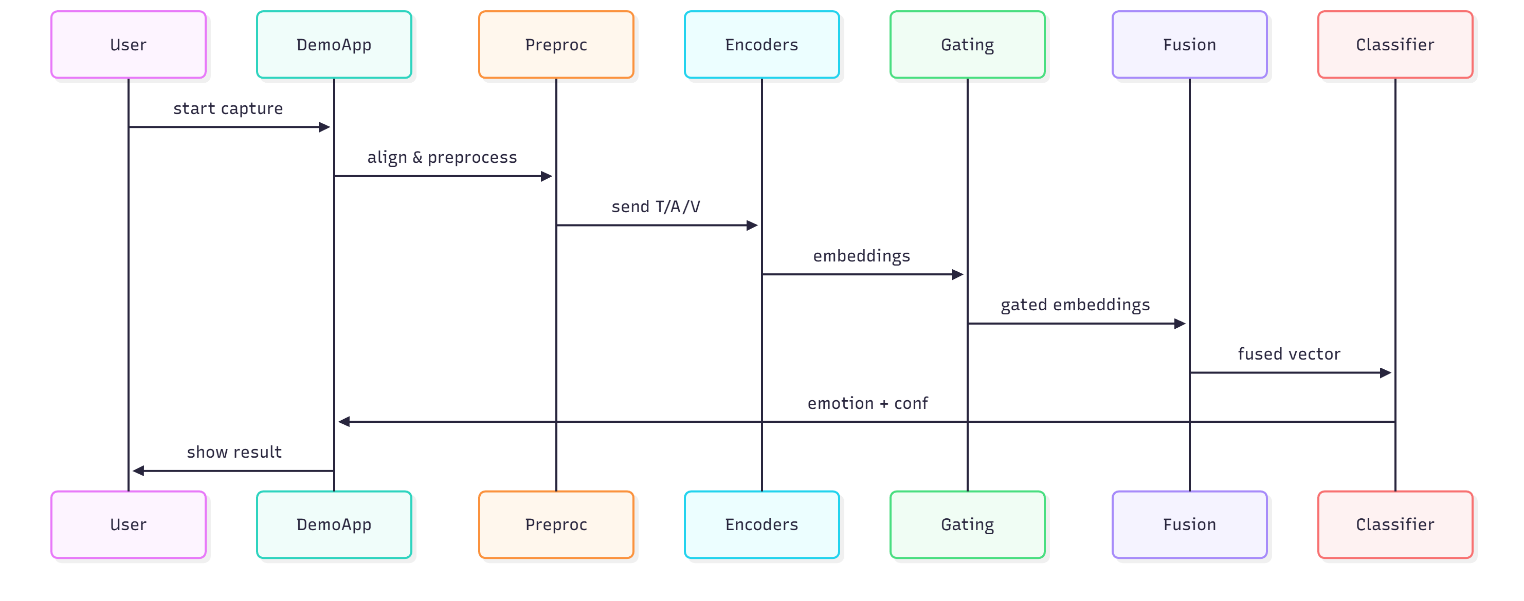 User
DemoApp
Preproc
Encoders
Gating
Fusion
Classifier
start capture
align & preprocess
send T/A/V
embeddings
gated embeddings
fused vector
emotion + conf
show result
User
DemoApp
Preproc
Encoders
Gating
Fusion
Classifier